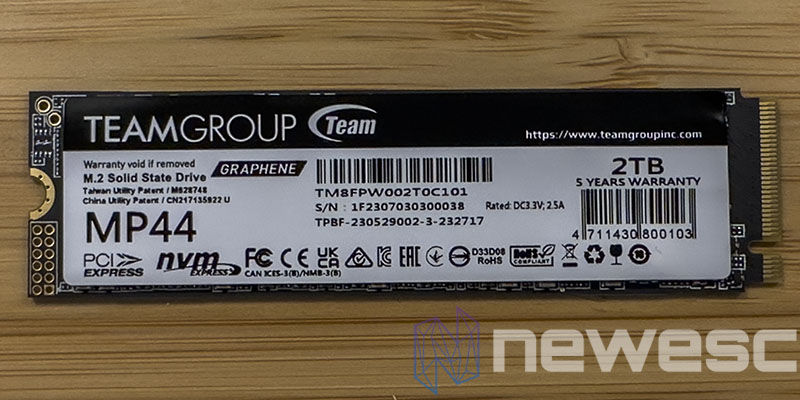 TEAMGROUP Team
https://www.teamgroupinc.com
Warranty void if removed
M.2 Solid State Drive
GRAPHENE
Taiwan Utility Patent / M628748
China Utility Patent / CN217135922 U
MP44
PCI EXPRESS
nvm EXPRESS
TM8FPW002T0C101
S/N : 1F2307030300038
Rated: DC3.3V; 2.5A
TPBF-230529002-3-232717
FC CE UK CA EAC D33D08 RoHS RoHS COMPLIANT
CAN ICES-3(B)/NMB-3(B)
2TB
5 YEARS WARRANTY
4 711430 800103
newesc